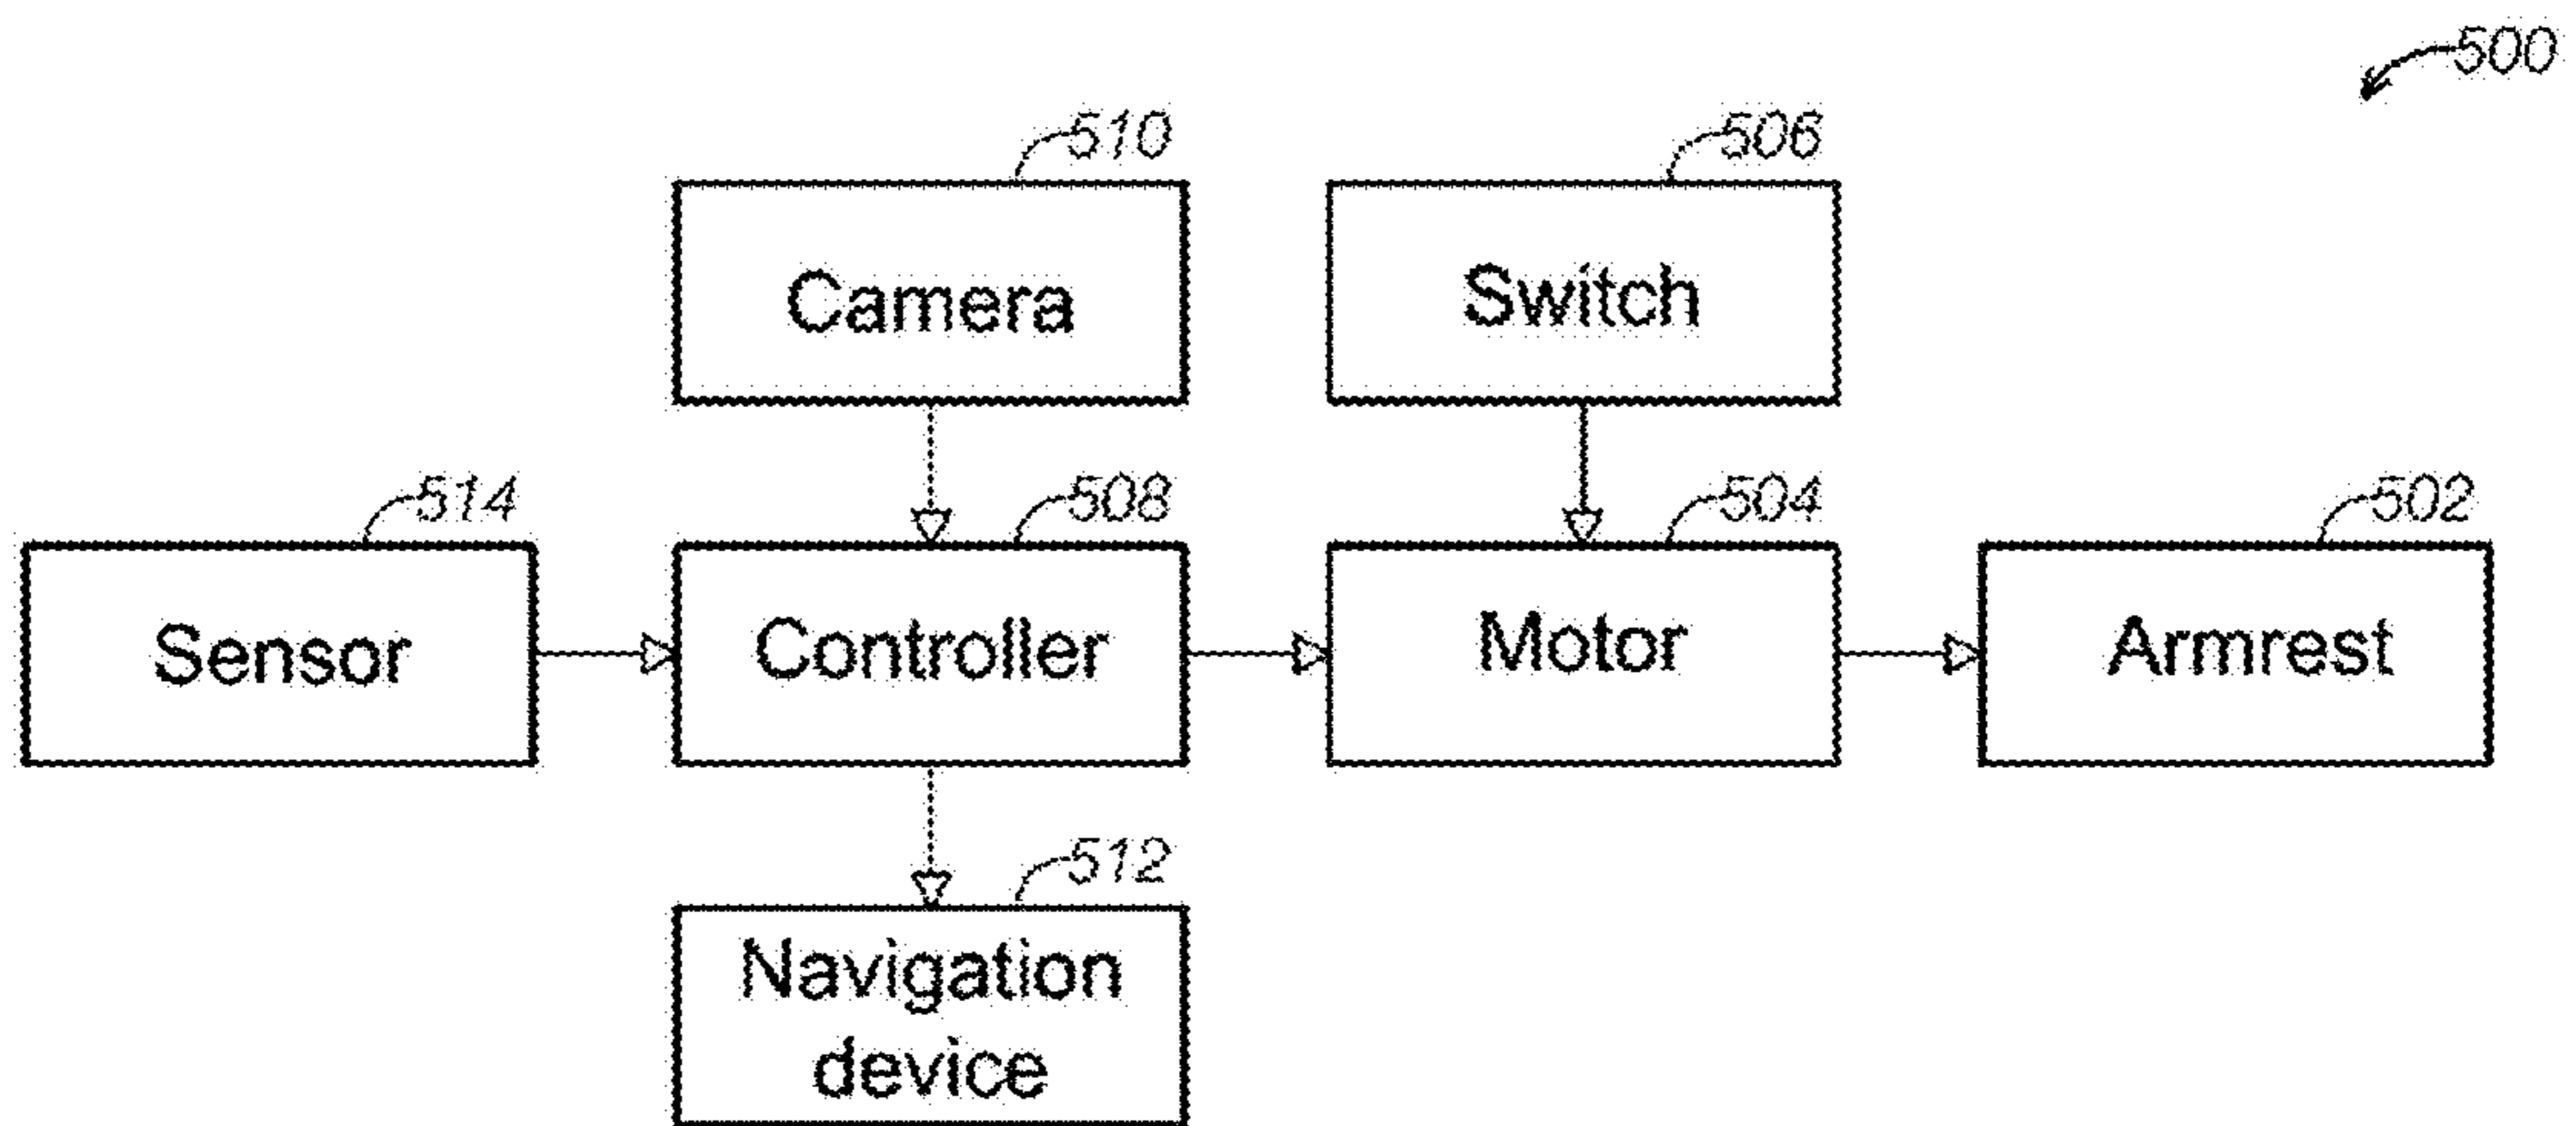 500
510
506
Camera
Switch
514
508
504
502
Sensor
Controller
Motor
Armrest
512
Navigation
device